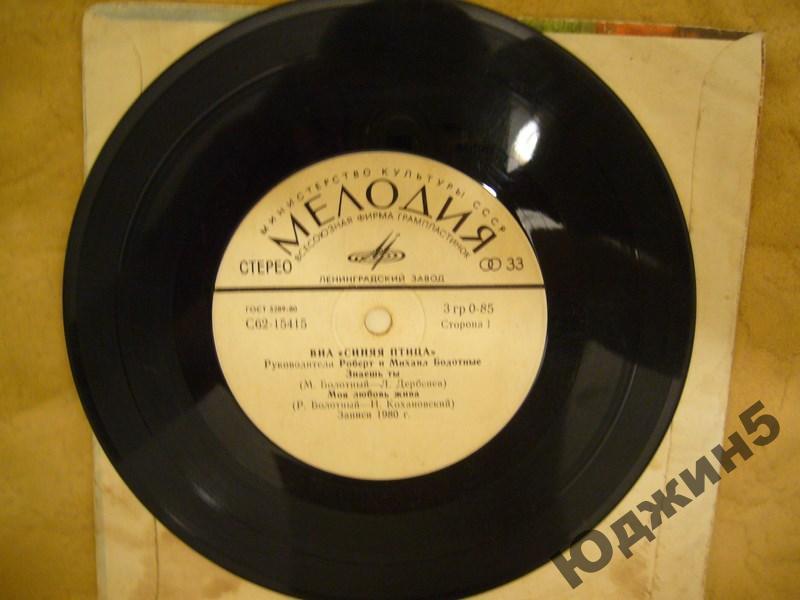 МИНИСТЕРСТВО КУЛЬТУРЫ СССР
МЕЛОДИЯ
ВСЕСОЮЗНАЯ ФИРМА ГРАМПЛАСТИНОК
СТЕРЕО 33
ЛЕНИНГРАДСКИЙ ЗАВОД
ГОСТ 5289-80 3 гр 0-85
С62-15415 Сторона 1
ВИА «СИНЯЯ ПТИЦА»
Руководители Роберт и Михаил Болотные
Знаешь ты
(М. Болотный—Л. Дербенев)
Моя любовь жива
(Р. Болотный—И. Кохановский)
Записи 1980 г.
Юджин5